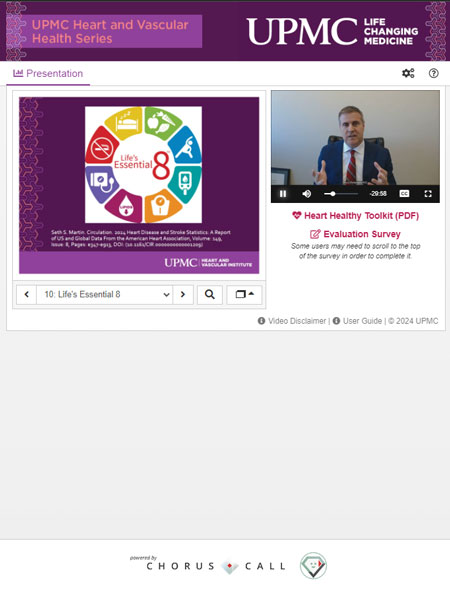 UPMC Heart and Vascular
Health Series
UPMC
LIFE
CHANGING
MEDICINE
Presentation
Life's
Essential 8
Seth S. Martin. Circulation. 2024 Heart Disease and Stroke Statistics: A Report
of US and Global Data From the American Heart Association, Volume: 149,
Issue: 8, Pages: e347-e913, DOI: (10.1161/CIR.0000000000001209)
UPMC
HEART AND
VASCULAR INSTITUTE
-29:58
CC
Heart Healthy Toolkit (PDF)
Evaluation Survey
Some users may need to scroll to the top
of the survey in order to complete it.
10: Life's Essential 8
Video Disclaimer | User Guide | © 2024 UPMC
powered by
CHORUS CALL